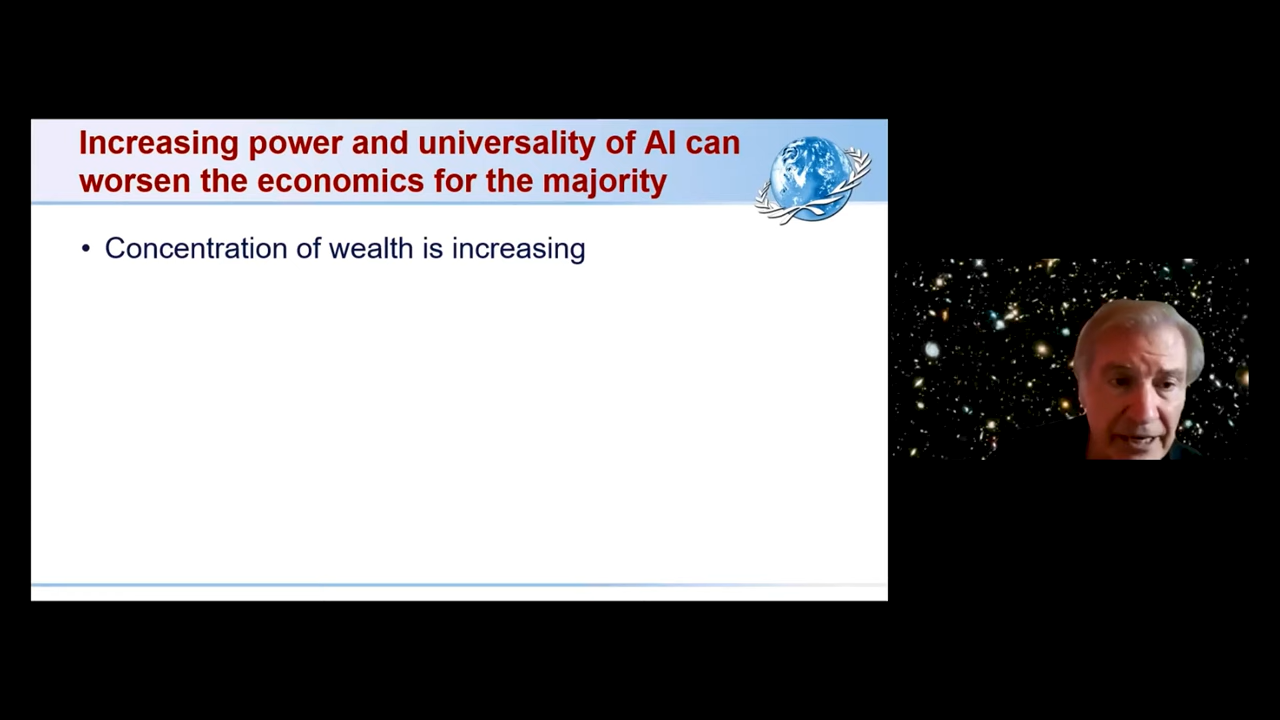 Increasing power and universality of AI can
worsen the economics for the majority
• Concentration of wealth is increasing